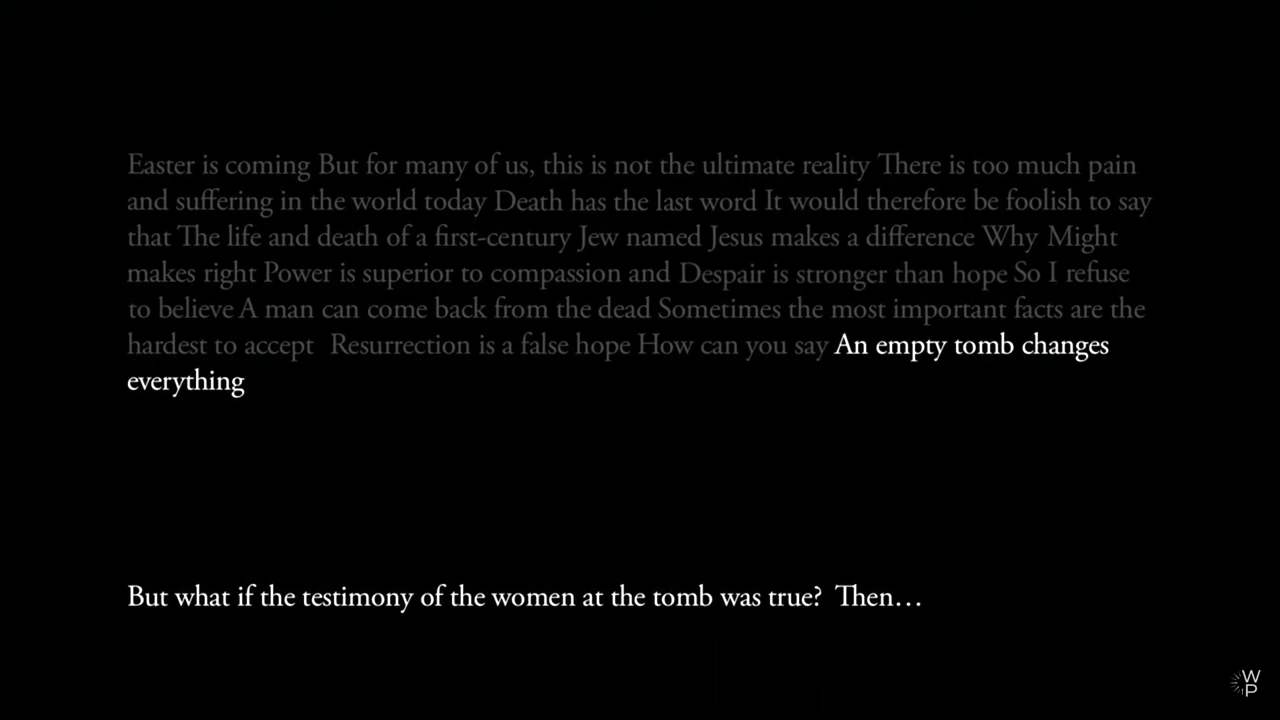 Easter is coming But for many of us, this is not the ultimate reality There is too much pain
and suffering in the world today Death has the last word It would therefore be foolish to say
that The life and death of a first-century Jew named Jesus makes a difference Why Might
makes right Power is superior to compassion and Despair is stronger than hope So I refuse
to believe A man can come back from the dead Sometimes the most important facts are the
hardest to accept Resurrection is a false hope How can you say An empty tomb changes
everything
But what if the testimony of the women at the tomb was true? Then…
W
P